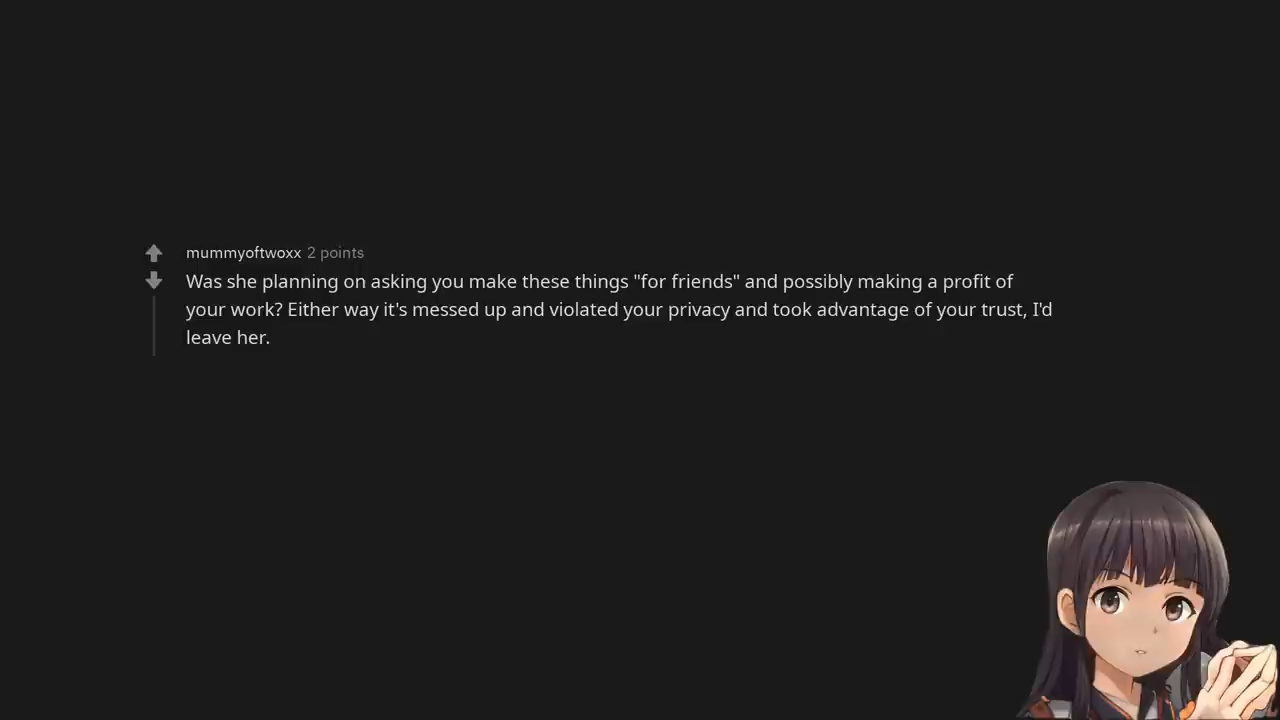 mummyoftwoxx 2 points
Was she planning on asking you make these things "for friends" and possibly making a profit of
your work? Either way it's messed up and violated your privacy and took advantage of your trust, I'd
leave her.